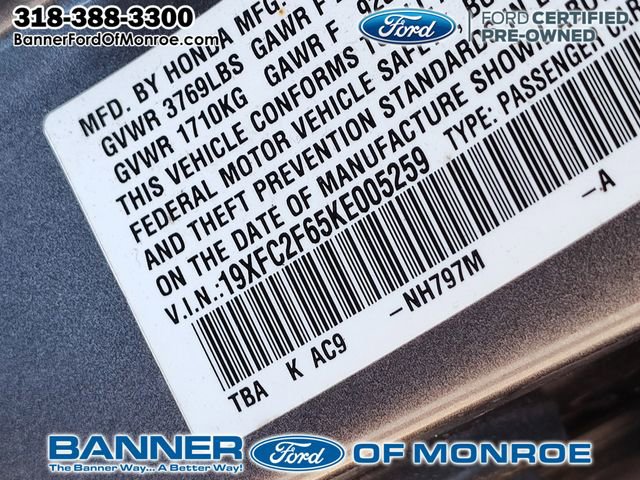 318-388-3300
BannerFordOfMonroe.com
Ford
FORD CERTIFIED
PRE-OWNED
MFD. BY HONDA MFG.
GVWR 3769LBS GAWR F
GVWR 1710KG GAWR F
THIS VEHICLE CONFORMS
FEDERAL MOTOR VEHICLE SAFETY,
AND THEFT PREVENTION STANDARDS
ON THE DATE OF MANUFACTURE SHOWN
V.I.N.: 19XFC2F65KE005259 TYPE: PASSENGER
TBA K AC9 -NH797M -A
BANNER Ford OF MONROE
The Banner Way... A Better Way!